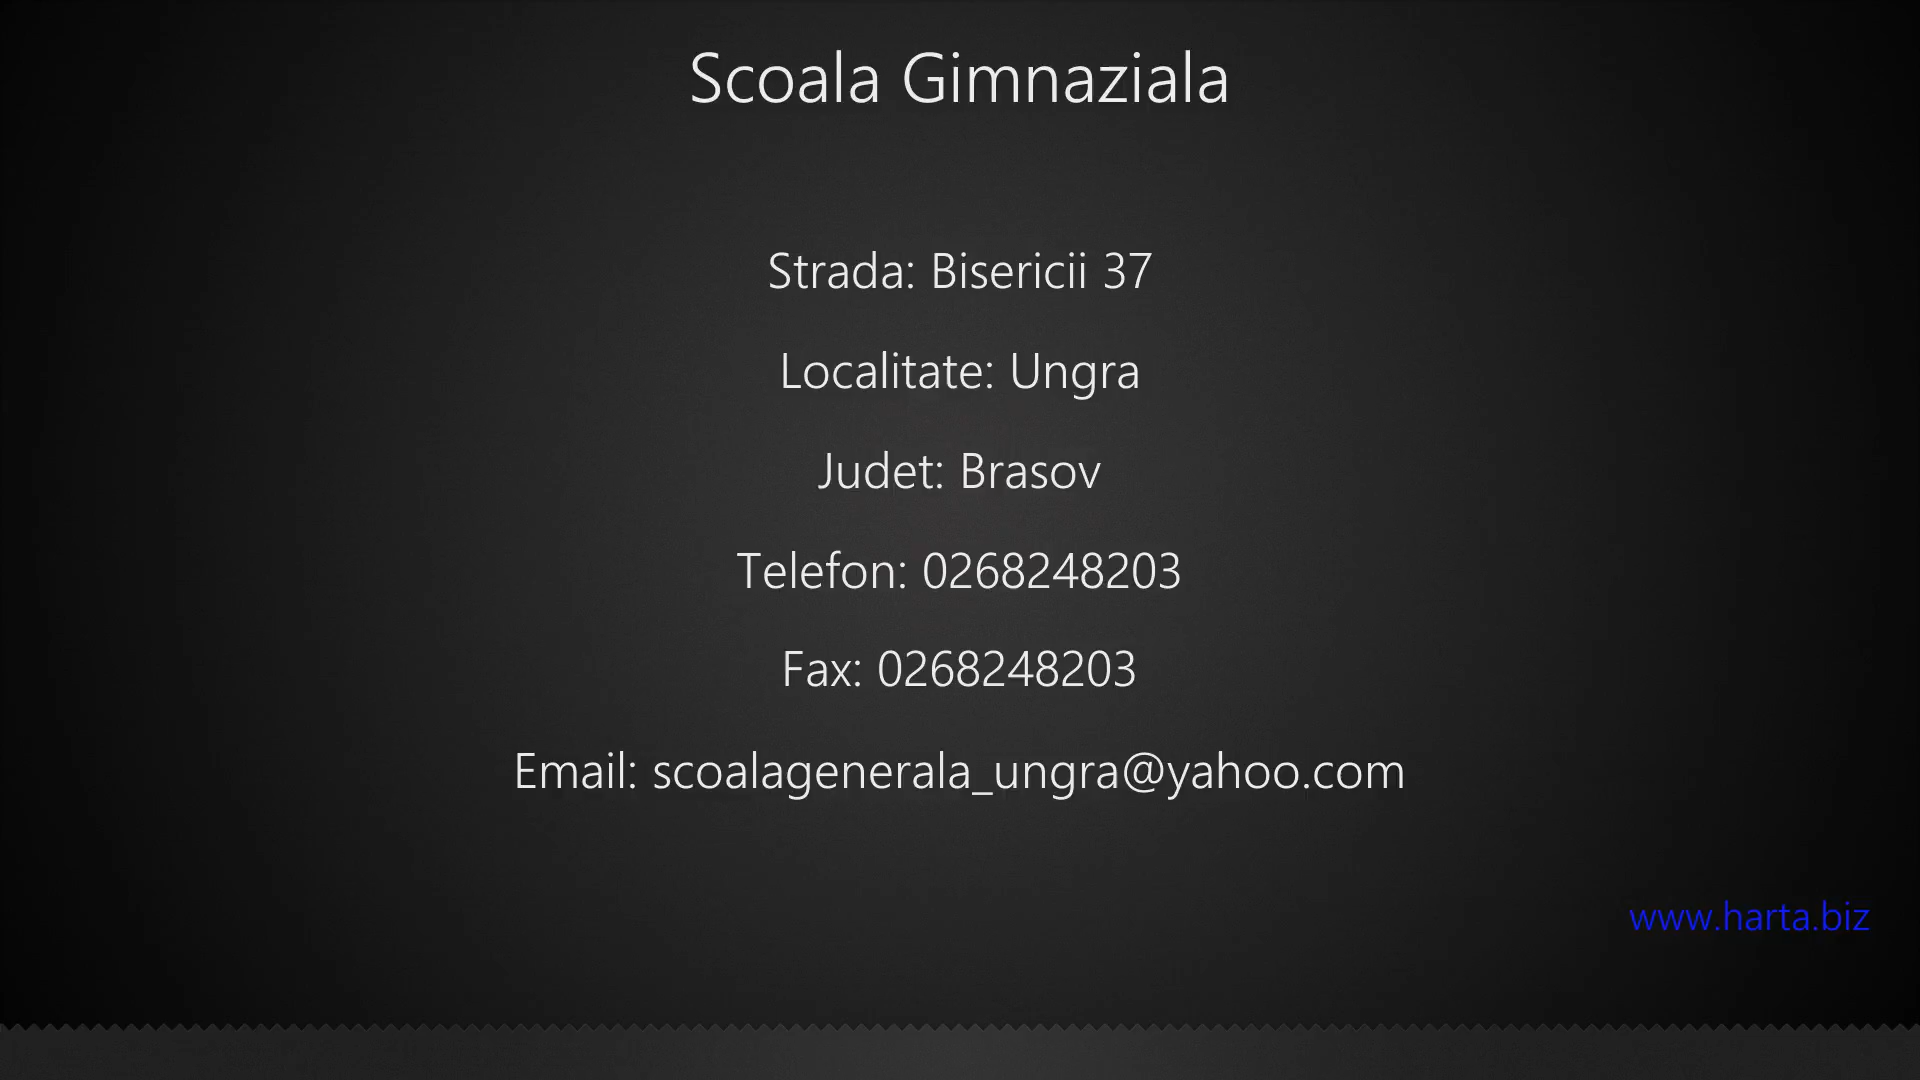 Scoala Gimnaziala
Strada: Bisericii 37
Localitate: Ungra
Judet: Brasov
Telefon: 0268248203
Fax: 0268248203
Email: scoalagenerala_ungra@yahoo.com
www.harta.biz